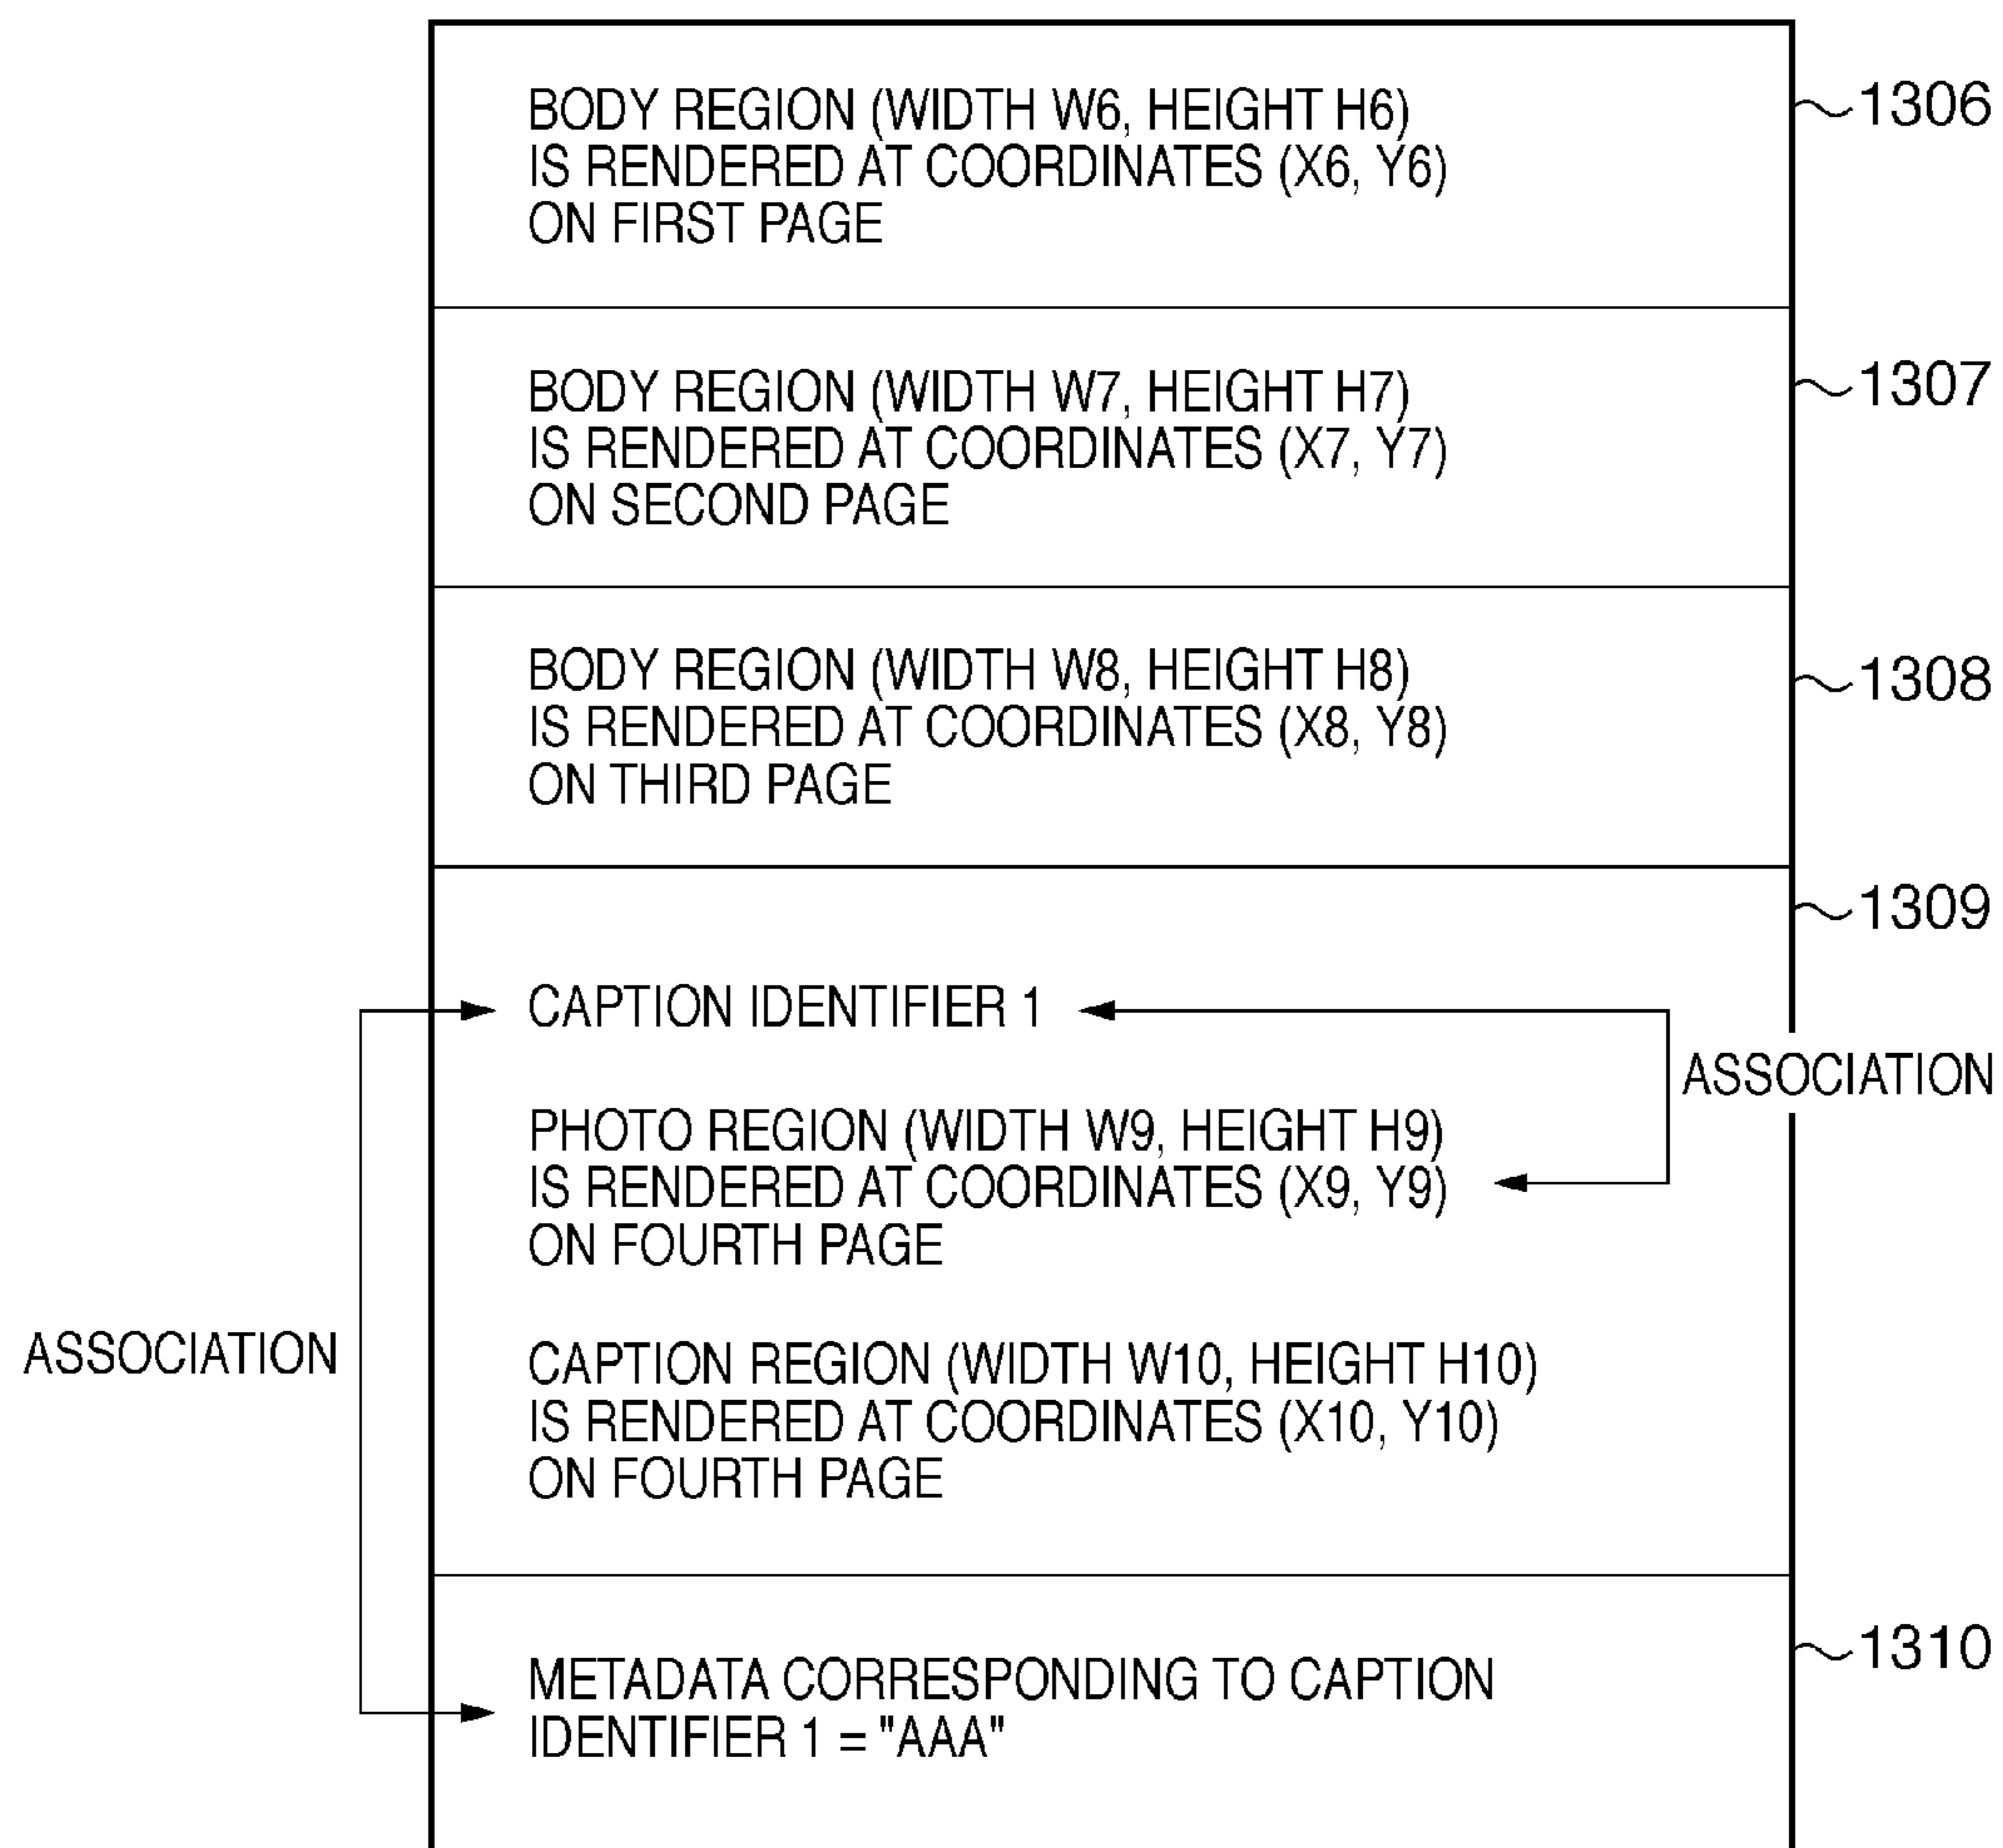 BODY REGION (WIDTH W6, HEIGHT H6)
IS RENDERED AT COORDINATES (X6, Y6)
ON FIRST PAGE
1306
BODY REGION (WIDTH W7, HEIGHT H7)
IS RENDERED AT COORDINATES (X7, Y7)
ON SECOND PAGE
1307
BODY REGION (WIDTH W8, HEIGHT H8)
IS RENDERED AT COORDINATES (X8, Y8)
ON THIRD PAGE
1308
1309
CAPTION IDENTIFIER 1
ASSOCIATION
PHOTO REGION (WIDTH W9, HEIGHT H9)
IS RENDERED AT COORDINATES (X9, Y9)
ON FOURTH PAGE
ASSOCIATION
CAPTION REGION (WIDTH W10, HEIGHT H10)
IS RENDERED AT COORDINATES (X10, Y10)
ON FOURTH PAGE
1310
METADATA CORRESPONDING TO CAPTION
IDENTIFIER 1 = "AAA"